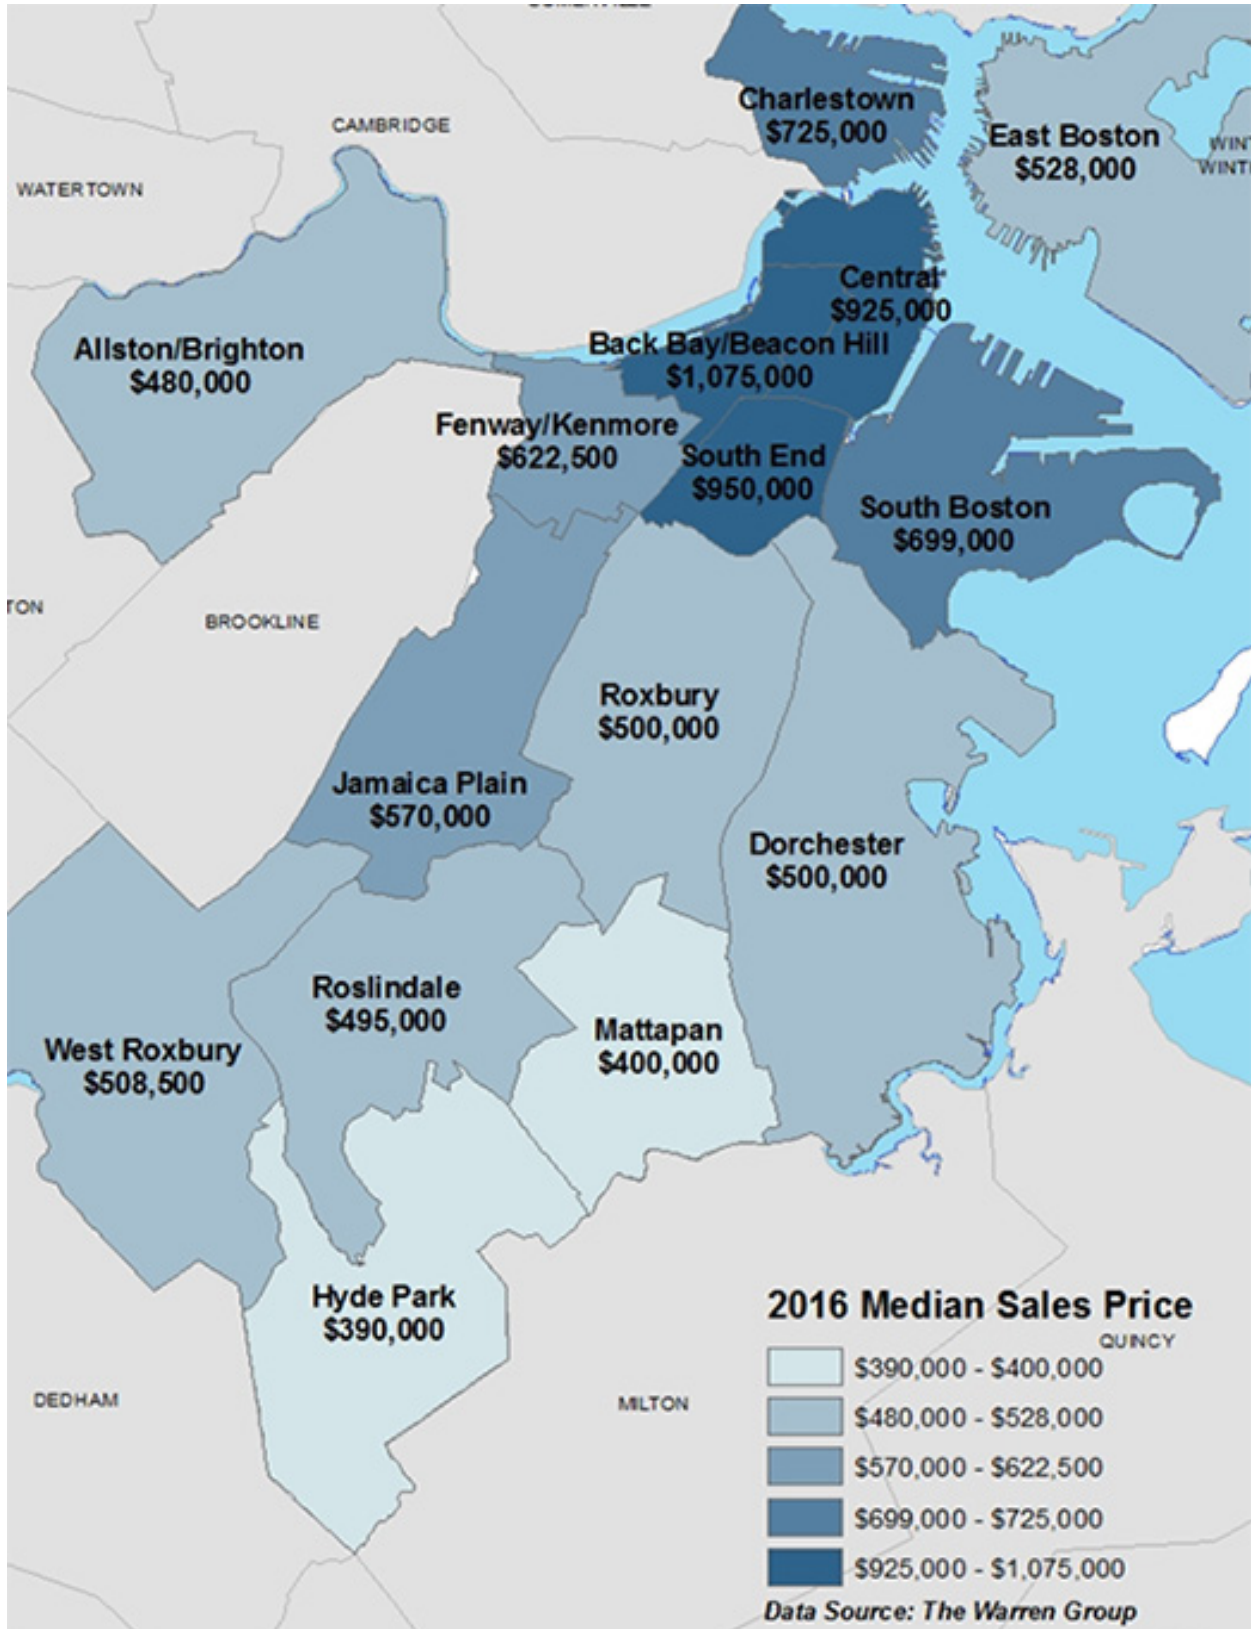 Charlestown
$725,000
CAMBRIDGE
East Boston
$528,000
WATERTOWN
Central
$925,000
Allston/Brighton
$480,000
Back Bay/Beacon Hill
$1,075,000
Fenway/Kenmore
$622,500
South End
$950,000
South Boston
$699,000
BROOKLINE
Roxbury
$500,000
Jamaica Plain
$570,000
Dorchester
$500,000
Roslindale
$495,000
West Roxbury
$508,500
Mattapan
$400,000
Hyde Park
$390,000
2016 Median Sales Price
QUINCY
$390,000 - $400,000
DEDHAM
MILTON
$480,000 - $528,000
$570,000 - $622,500
$699,000 - $725,000
$925,000 - $1,075,000
Data Source: The Warren Group